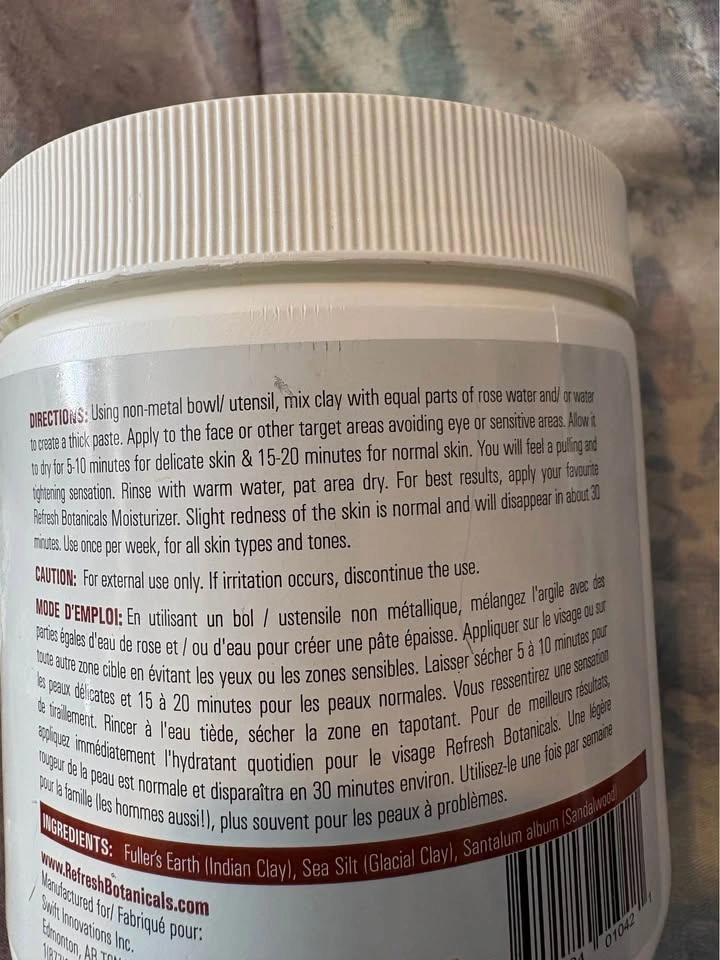 DIRECTIONS: Using non-metal bowl/ utensil, mix clay with equal parts of rose water and/ or water
to create a thick paste. Apply to the face or other target areas avoiding eye or sensitive areas. Allow it
to dry for 5-10 minutes for delicate skin & 15-20 minutes for normal skin. You will feel a pulling and
tightening sensation. Rinse with warm water, pat area dry. For best results, apply your favourite
Refresh Botanicals Moisturizer. Slight redness of the skin is normal and will disappear in about 30
minutes. Use once per week, for all skin types and tones.
CAUTION: For external use only. If irritation occurs, discontinue the use.
MODE D'EMPLOI: En utilisant un bol / ustensile non métallique, mélangez l'argile avec des
parties égales d'eau de rose et / ou d'eau pour créer une pâte épaisse. Appliquer sur le visage ou sur
toute autre zone cible en évitant les yeux ou les zones sensibles. Laisser sécher 5 à 10 minutes pour
les peaux délicates et 15 à 20 minutes pour les peaux normales. Vous ressentirez une sensation
de tiraillement. Rincer à l'eau tiède, sécher la zone en tapotant. Pour de meilleurs résultats,
appliquez immédiatement l'hydratant quotidien pour le visage Refresh Botanicals. Une légère
rougeur de la peau est normale et disparaîtra en 30 minutes environ. Utilisez-le une fois par semaine
pour la famille (les hommes aussi!), plus souvent pour les peaux à problèmes.
INGREDIENTS: Fuller's Earth (Indian Clay), Sea Silt (Glacial Clay), Santalum album (Sandalwood)
www.RefreshBotanicals.com
Manufactured for/ Fabriqué pour:
Swift Innovations Inc.
Edmonton, AB
01042 1